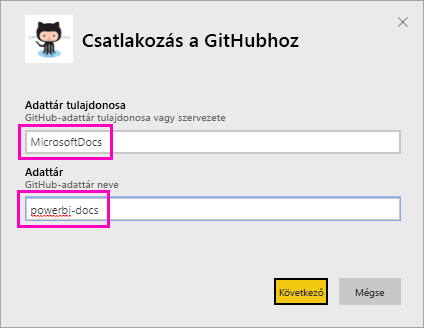 Csatlakozás a GitHubhoz
Adattár tulajdonosa
GitHub-adattár tulajdonosa vagy szervezete
MicrosoftDocs
Adattár
GitHub-adattár neve
powerbi-docs
Következő
Mégse